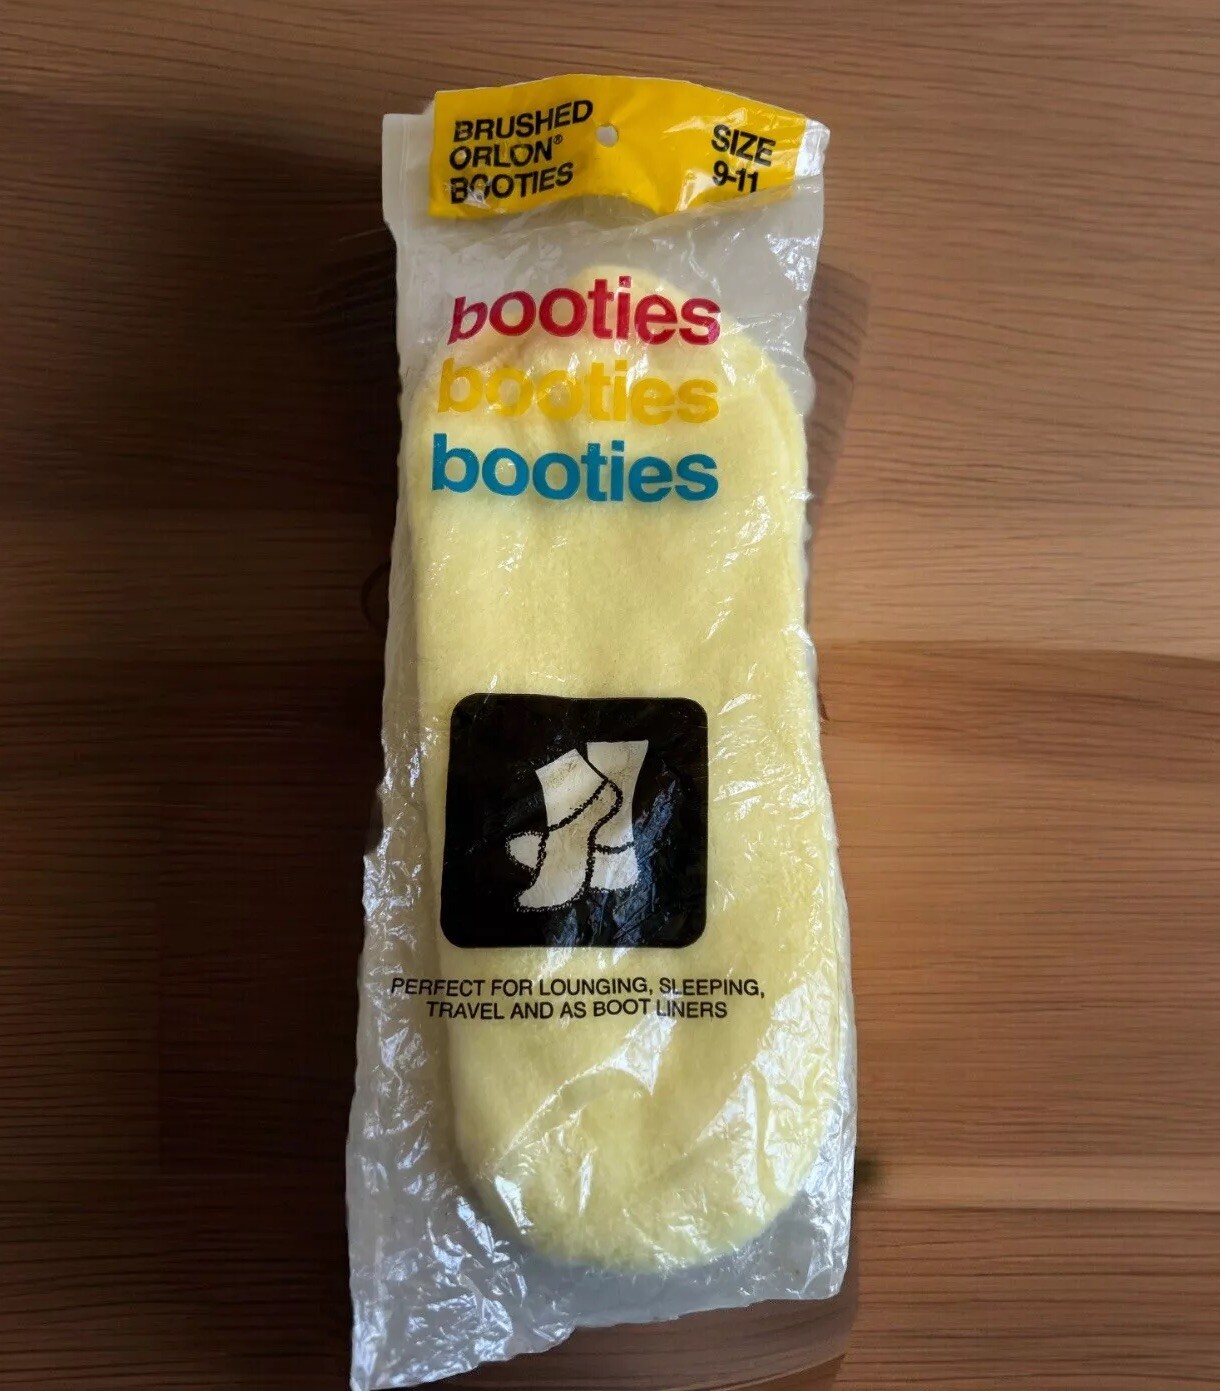 BRUSHED
ORLON®
BOOTIES
SIZE
9-11
booties
booties
booties
PERFECT FOR LOUNGING, SLEEPING,
TRAVEL AND AS BOOT LINERS